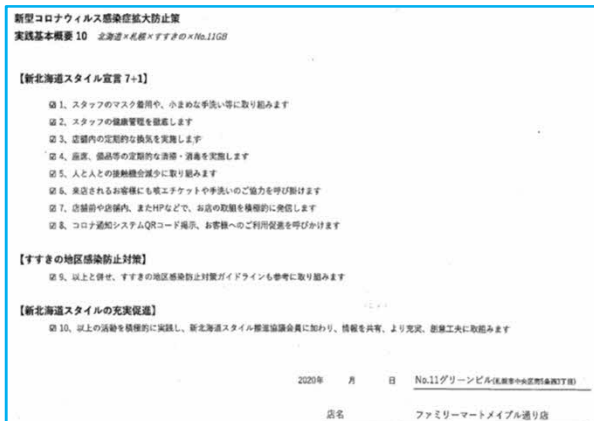 新型コロナウィルス感染症拡大防止策
実践基本概要 10 北海道×札幌×すすきの×No.11GB
【新北海道スタイル宣言 7+1】
☑ 1、スタッフのマスク着用や、小まめな手洗い等に取り組みます
☑ 2、スタッフの健康管理を徹底します
☑ 3、店舗内の定期的な換気を実施します
☑ 4、座席、備品等の定期的な清掃・消毒を実施します
☑ 5、人と人との接触機会減少に取り組みます
☑ 6、来店されるお客様にも咳エチケットや手洗いのご協力を呼び掛けます
☑ 7、店舗前や店舗内、またHPなどで、お店の取組を積極的に発信します
☑ 8、コロナ通知システムQRコード掲示、お客様へのご利用促進を呼びかけます
【すすきの地区感染防止対策】
☑ 9、以上と併せ、すすきの地区感染防止対策ガイドラインも参考に取り組みます
【新北海道スタイルの充実促進】
☑ 10、以上の活動を積極的に実践し、新北海道スタイル推進協議会員に加わり、情報を共有、より充実、創意工夫に取組みます
2020年 月 日 No.11グリーンビル(札幌市中央区南5条西3丁目)
店名 ファミリーマートメイプル通り店